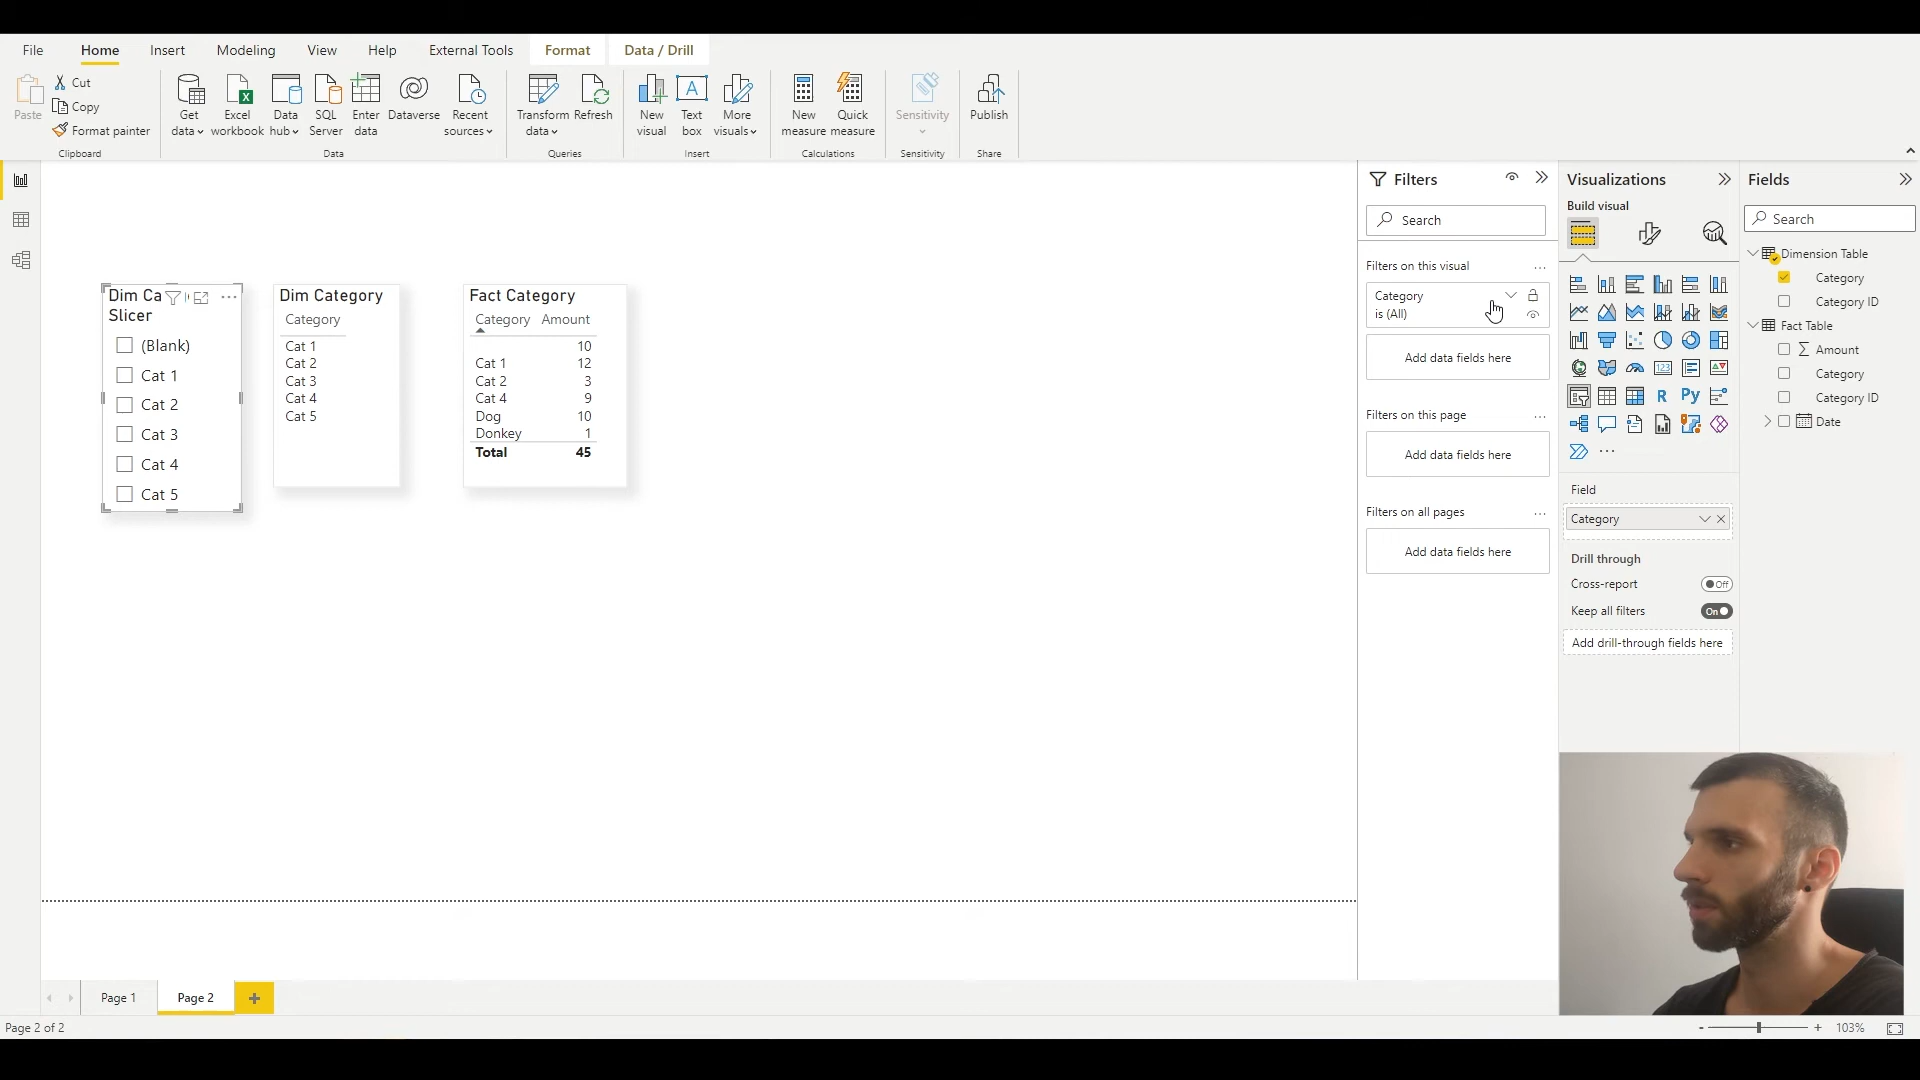 File Home Insert Modeling View Help External Tools Format Data / Drill
Paste
Cut
Copy
Format painter
Clipboard
Get data
Excel workbook
Data hub
SQL Server
Enter data
Dataverse
Recent sources
Data
Transform data
Refresh
Queries
New visual
Text box
More visuals
Insert
New measure
Quick measure
Calculations
Sensitivity
Sensitivity
Publish
Share
Dim Ca
Slicer
(Blank)
Cat 1
Cat 2
Cat 3
Cat 4
Cat 5
Dim Category
Category
Cat 1
Cat 2
Cat 3
Cat 4
Cat 5
Fact Category
Category Amount
10
Cat 1 12
Cat 2 3
Cat 4 9
Dog 10
Donkey 1
Total 45
Filters
Search
Filters on this visual ...
Category
is (All)
Add data fields here
Filters on this page ...
Add data fields here
Filters on all pages ...
Add data fields here
Visualizations
Build visual
R Py
123
...
Field
Category
Drill through
Cross-report Off
Keep all filters On
Add drill-through fields here
Fields
Search
Dimension Table
Category
Category ID
Fact Table
Σ Amount
Category
Category ID
Date
Page 1 Page 2 +
Page 2 of 2
- + 103%